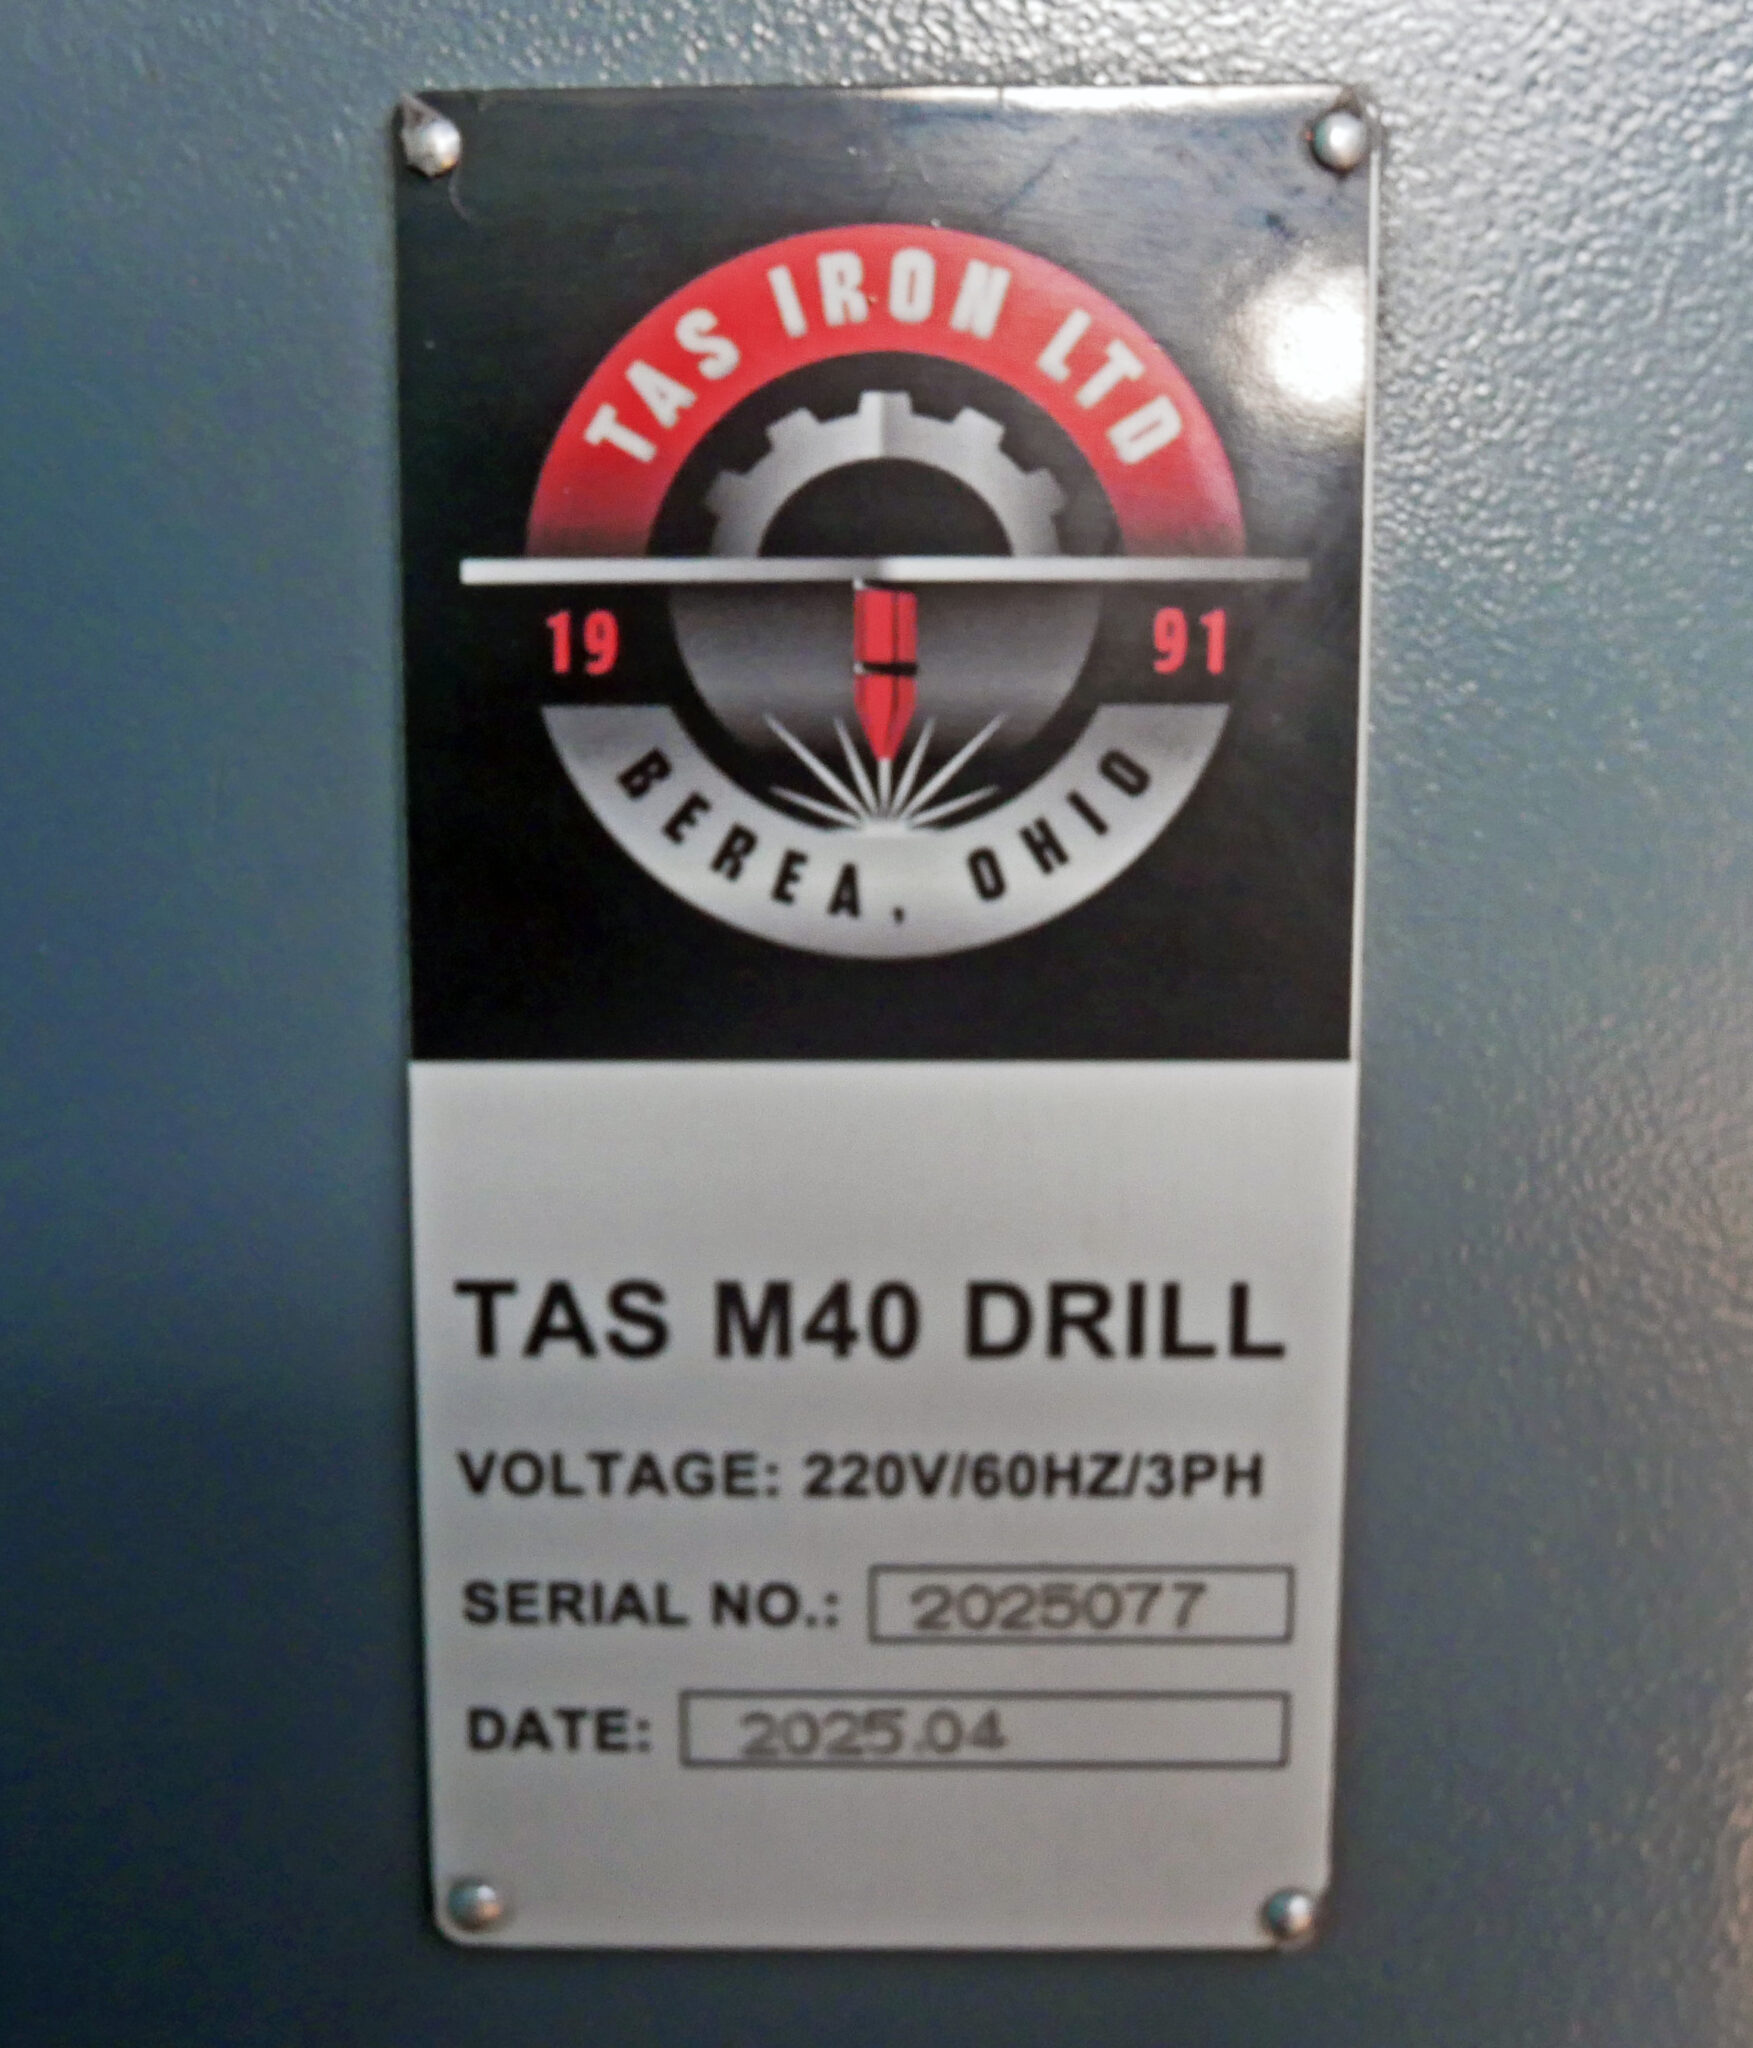 TAS IRON LTD
19 91
BEREA, OHIO
TAS M40 DRILL
VOLTAGE: 220V/60HZ/3PH
SERIAL NO.: 2025077
DATE: 2025.04